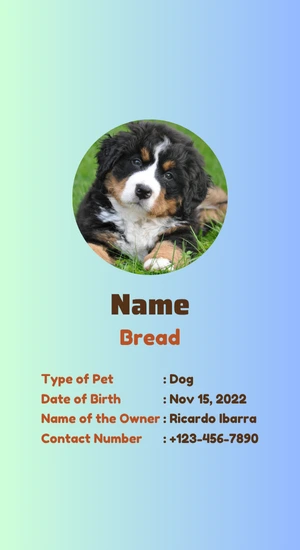 Name
Bread
Type of Pet : Dog
Date of Birth : Nov 15, 2022
Name of the Owner : Ricardo Ibarra
Contact Number : +123-456-7890